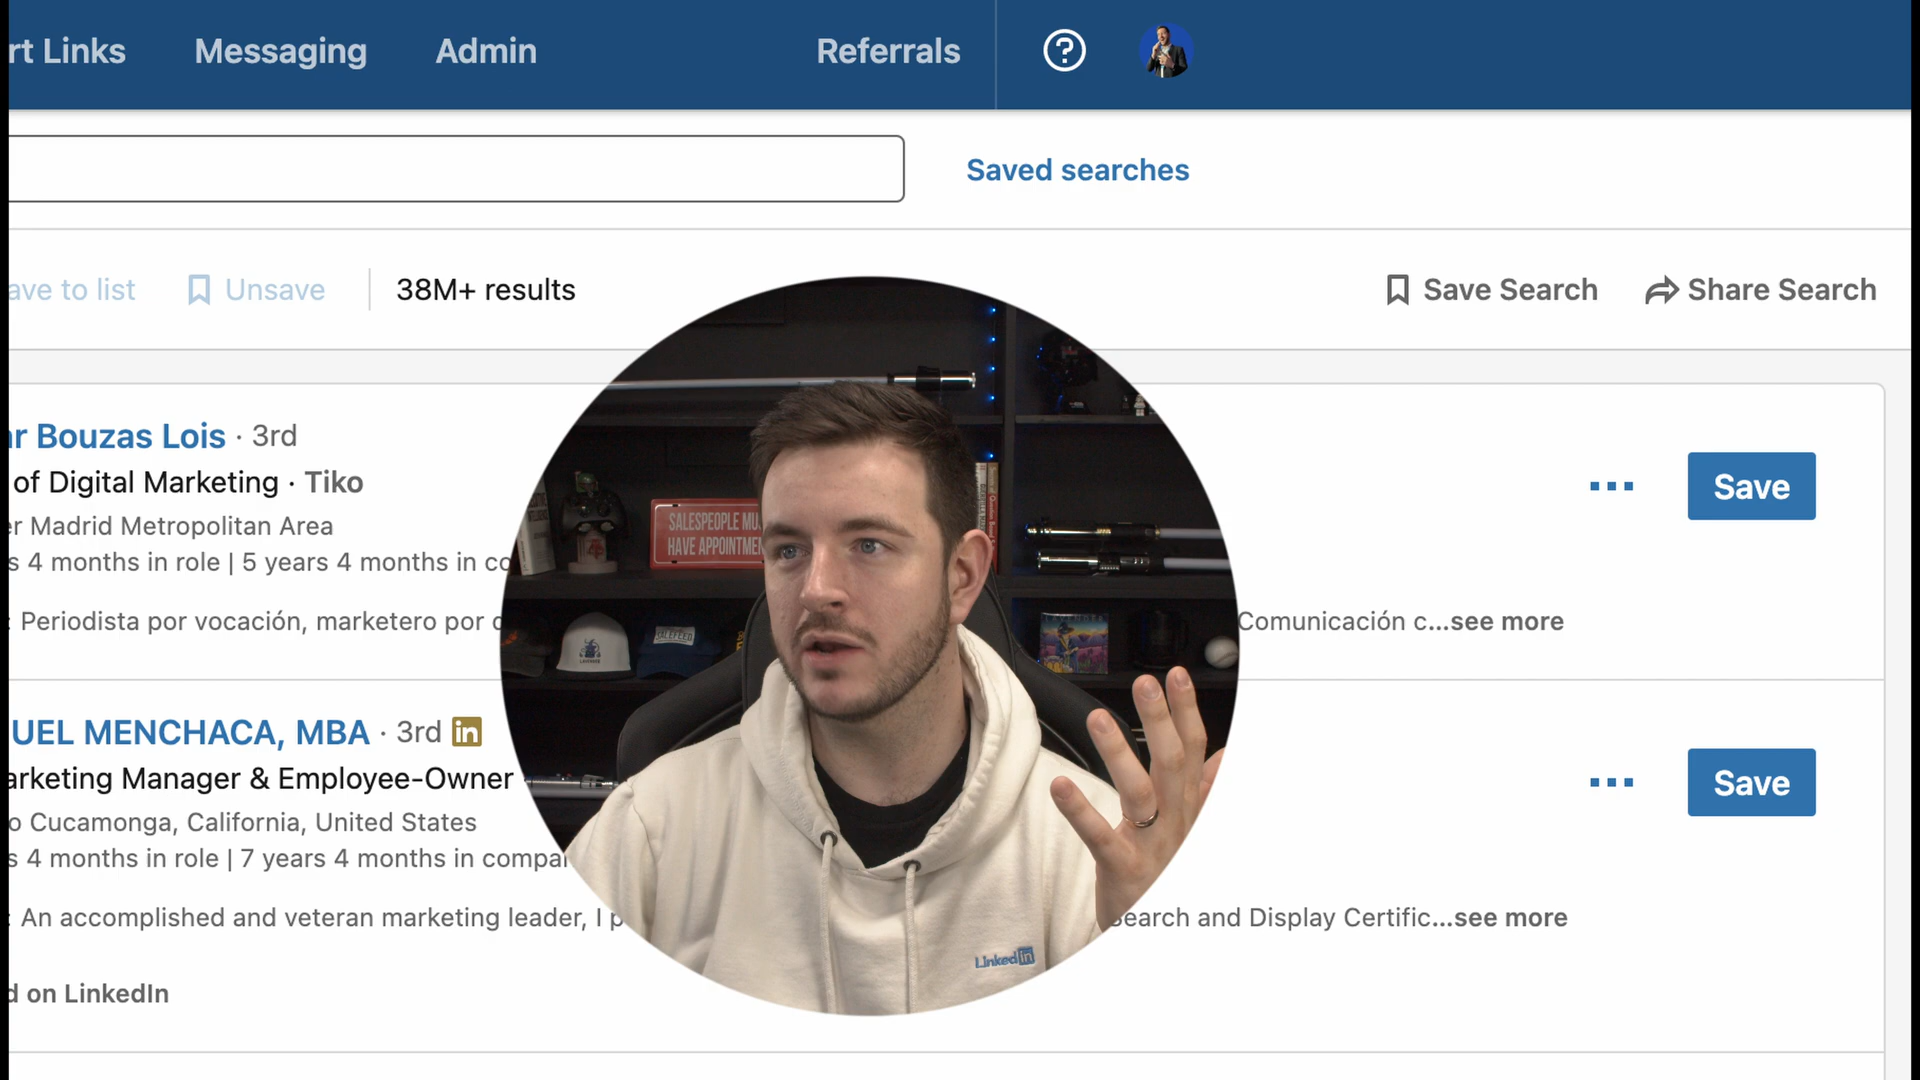 rt Links Messaging Admin Referrals
Saved searches
ave to list Unsave 38M+ results Save Search Share Search
r Bouzas Lois · 3rd
of Digital Marketing · Tiko
... Save
er Madrid Metropolitan Area
s 4 months in role | 5 years 4 months in co
: Periodista por vocación, marketero por
Comunicación c...see more
SALESPEOPLE MU
HAVE APPOINTME
SALEFEED
UEL MENCHACA, MBA · 3rd in
arketing Manager & Employee-Owner
... Save
o Cucamonga, California, United States
s 4 months in role | 7 years 4 months in compa
: An accomplished and veteran marketing leader, I p
Search and Display Certific...see more
LinkedIn
d on LinkedIn